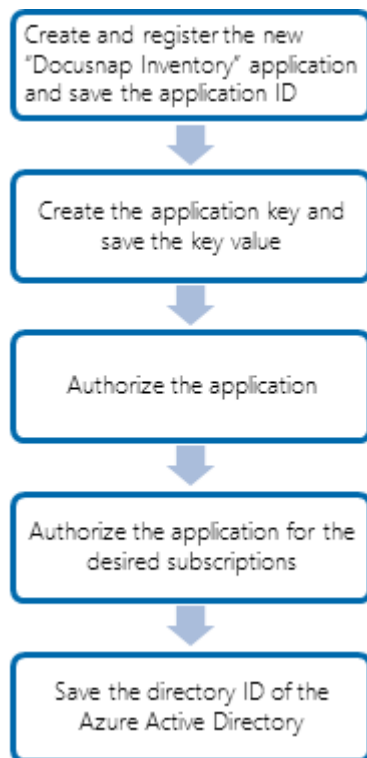 Create and register the new
“Docusnap Inventory” application
and save the application ID
Create the application key and
save the key value
Authorize the application
Authorize the application for the
desired subscriptions
Save the directory ID of the
Azure Active Directory